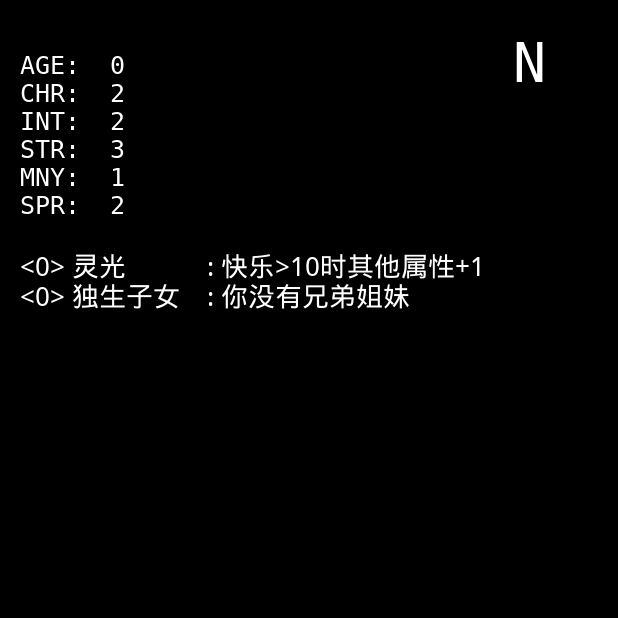 N
AGE: 0
CHR: 2
INT: 2
STR: 3
MNY: 1
SPR: 2
<0> 灵光 : 快乐>10时其他属性+1
<0> 独生子女 : 你没有兄弟姐妹